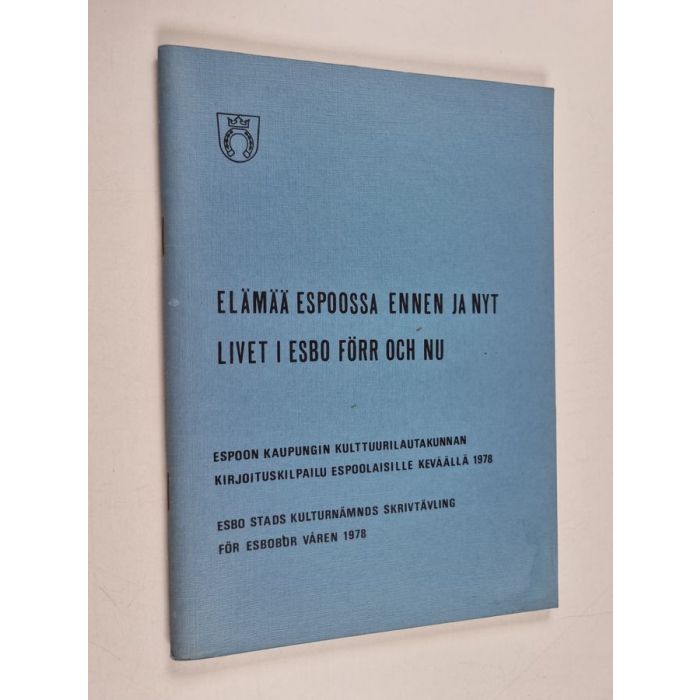 ELÄMÄÄ ESPOOSSA ENNEN JA NYT
LIVET I ESBO FÖRR OCH NU
ESPOON KAUPUNGIN KULTTUURILAUTAKUNNAN
KIRJOITUSKILPAILU ESPOOLAISILLE KEVÄÄLLÄ 1978
ESBO STADS KULTURNÄMNDS SKRIVTÄVLING
FÖR ESBOBOR VÅREN 1978